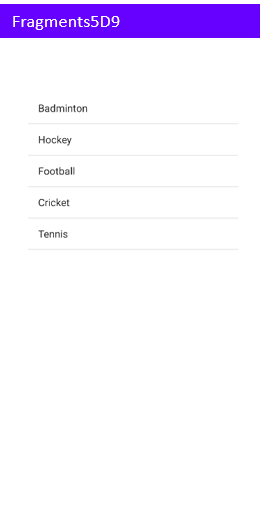 Fragments5D9
Badminton
Hockey
Football
Cricket
Tennis